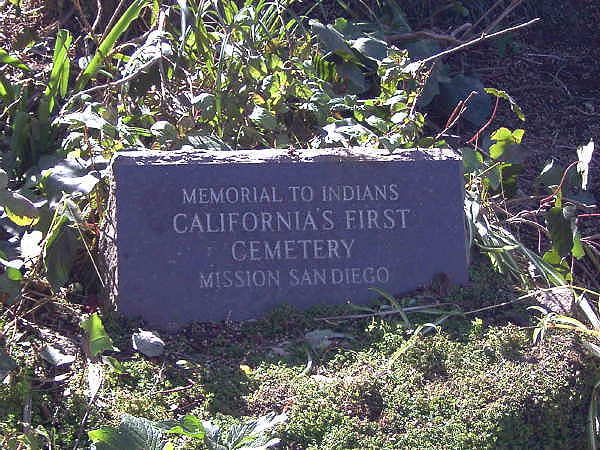 MEMORIAL TO INDIANS
CALIFORNIA'S FIRST
CEMETERY
MISSION SAN DIEGO